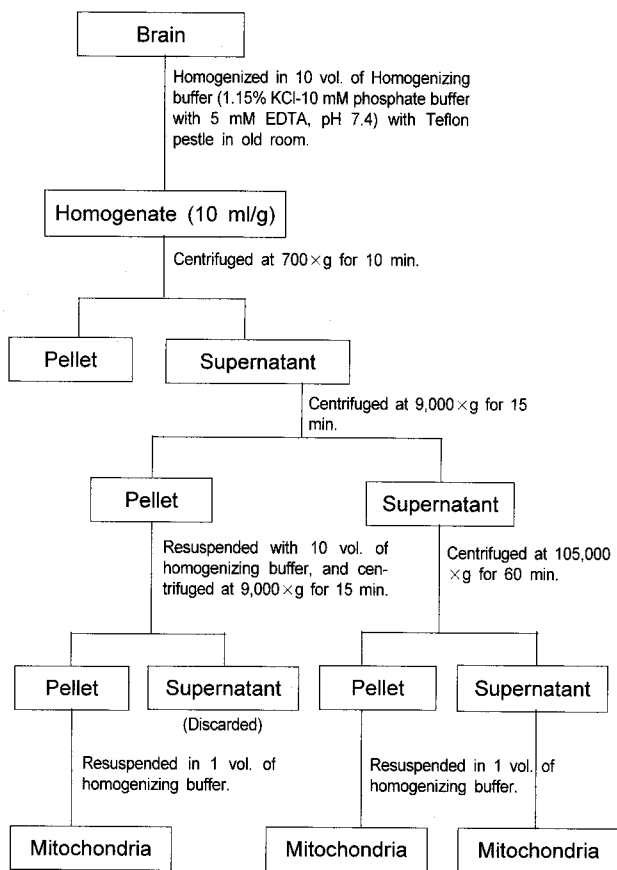 Brain
Homogenized in 10 vol. of Homogenizing
buffer (1.15% KCl-10 mM phosphate buffer
with 5 mM EDTA, pH 7.4) with Teflon
pestle in old room.
Homogenate (10 ml/g)
Centrifuged at 700×g for 10 min.
Pellet
Supernatant
Centrifuged at 9,000×g for 15
min.
Pellet
Supernatant
Resuspended with 10 vol. of
homogenizing buffer, and cen-
trifuged at 9,000×g for 15 min.
Centrifuged at 105,000
×g for 60 min.
Pellet
Supernatant
(Discarded)
Pellet
Supernatant
Resuspended in 1 vol. of
homogenizing buffer.
Resuspended in 1 vol. of
homogenizing buffer.
Mitochondria
Mitochondria
Mitochondria